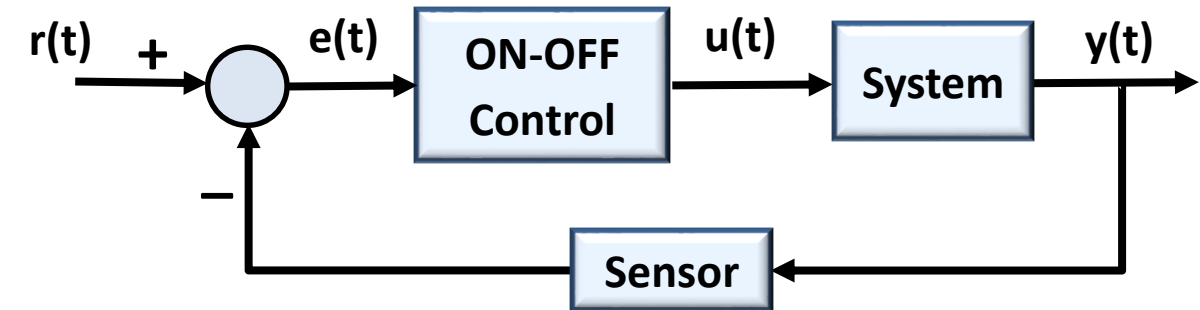 r(t)
+
e(t)
ON-OFF
Control
u(t)
System
y(t)
−
Sensor